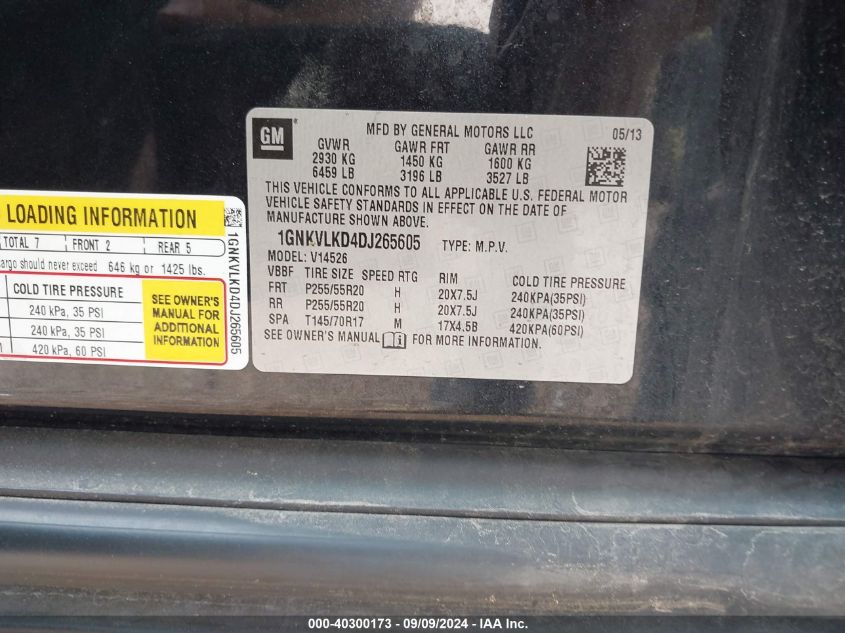 GM
MFD BY GENERAL MOTORS LLC 05/13
GVWR GAWR FRT GAWR RR
2930 KG 1450 KG 1600 KG
6459 LB 3196 LB 3527 LB
THIS VEHICLE CONFORMS TO ALL APPLICABLE U.S. FEDERAL MOTOR
VEHICLE SAFETY STANDARDS IN EFFECT ON THE DATE OF
MANUFACTURE SHOWN ABOVE.
1GNKVLKD4DJ265605 TYPE: M.P.V.
MODEL: V14526
VBBF TIRE SIZE SPEED RTG RIM COLD TIRE PRESSURE
FRT P255/55R20 H 20X7.5J 240KPA(35PSI)
RR P255/55R20 H 20X7.5J 240KPA(35PSI)
SPA T145/70R17 M 17X4.5B 420KPA(60PSI)
SEE OWNER'S MANUAL i FOR MORE INFORMATION.
LOADING INFORMATION
TOTAL 7 FRONT 2 REAR 5
cargo should never exceed 646 kg or 1425 lbs.
COLD TIRE PRESSURE
240 kPa, 35 PSI
240 kPa, 35 PSI
420 kPa, 60 PSI
SEE OWNER'S
MANUAL FOR
ADDITIONAL
INFORMATION
1GNKVLKD4DJ265605
000-40300173 - 09/09/2024 - IAA Inc.